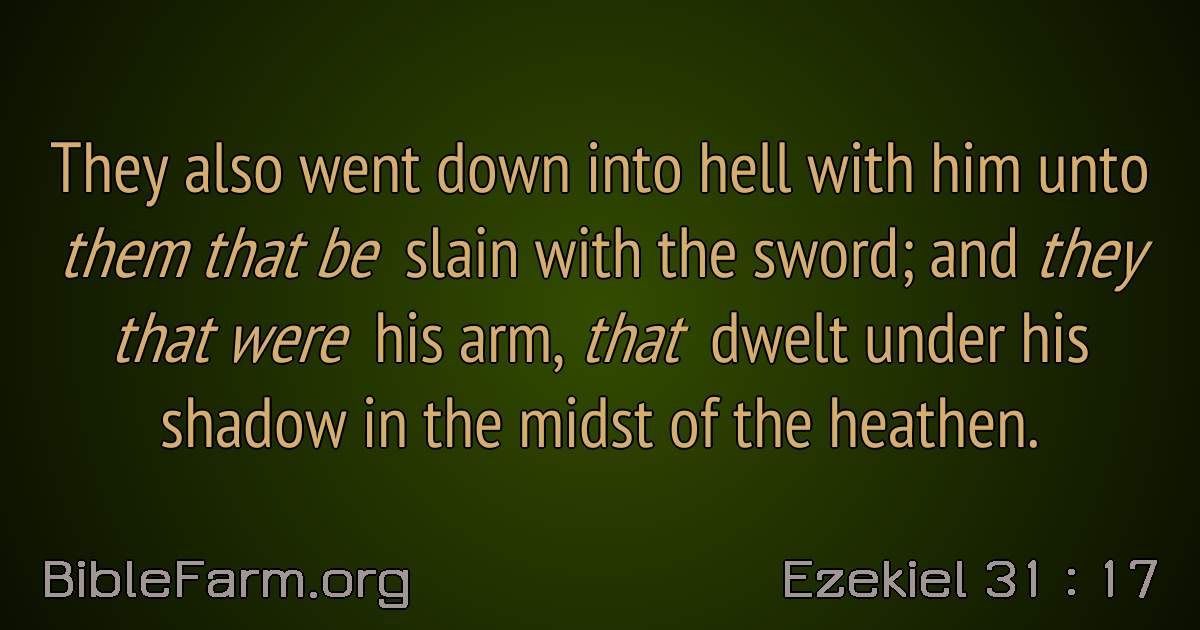 They also went down into hell with him unto
them that be slain with the sword; and they
that were his arm, that dwelt under his
shadow in the midst of the heathen.
BibleFarm.org
Ezekiel 31 : 17